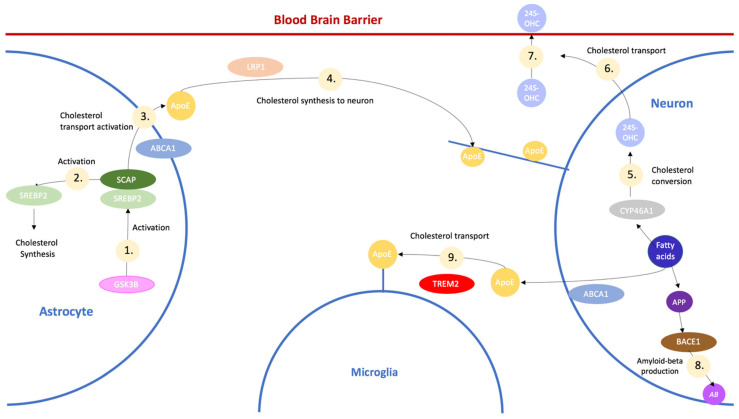 Blood Brain Barrier
24S-
OHC
7.
24S-
OHC
Cholesterol transport
6.
Neuron
24S-
OHC
5.
Cholesterol
conversion
CYP46A1
Fatty
acids
APP
BACE1
Amyloid-beta
production
8.
AB
LRP1
4.
Cholesterol synthesis to neuron
ApoE
ApoE
ApoE
Cholesterol
transport activation
3.
ABCA1
Activation
2.
SCAP
SREBP2
SREBP2
Cholesterol
Synthesis
Activation
1.
GSK3B
Astrocyte
Cholesterol transport
9.
ApoE
TREM2
ApoE
ABCA1
Microglia